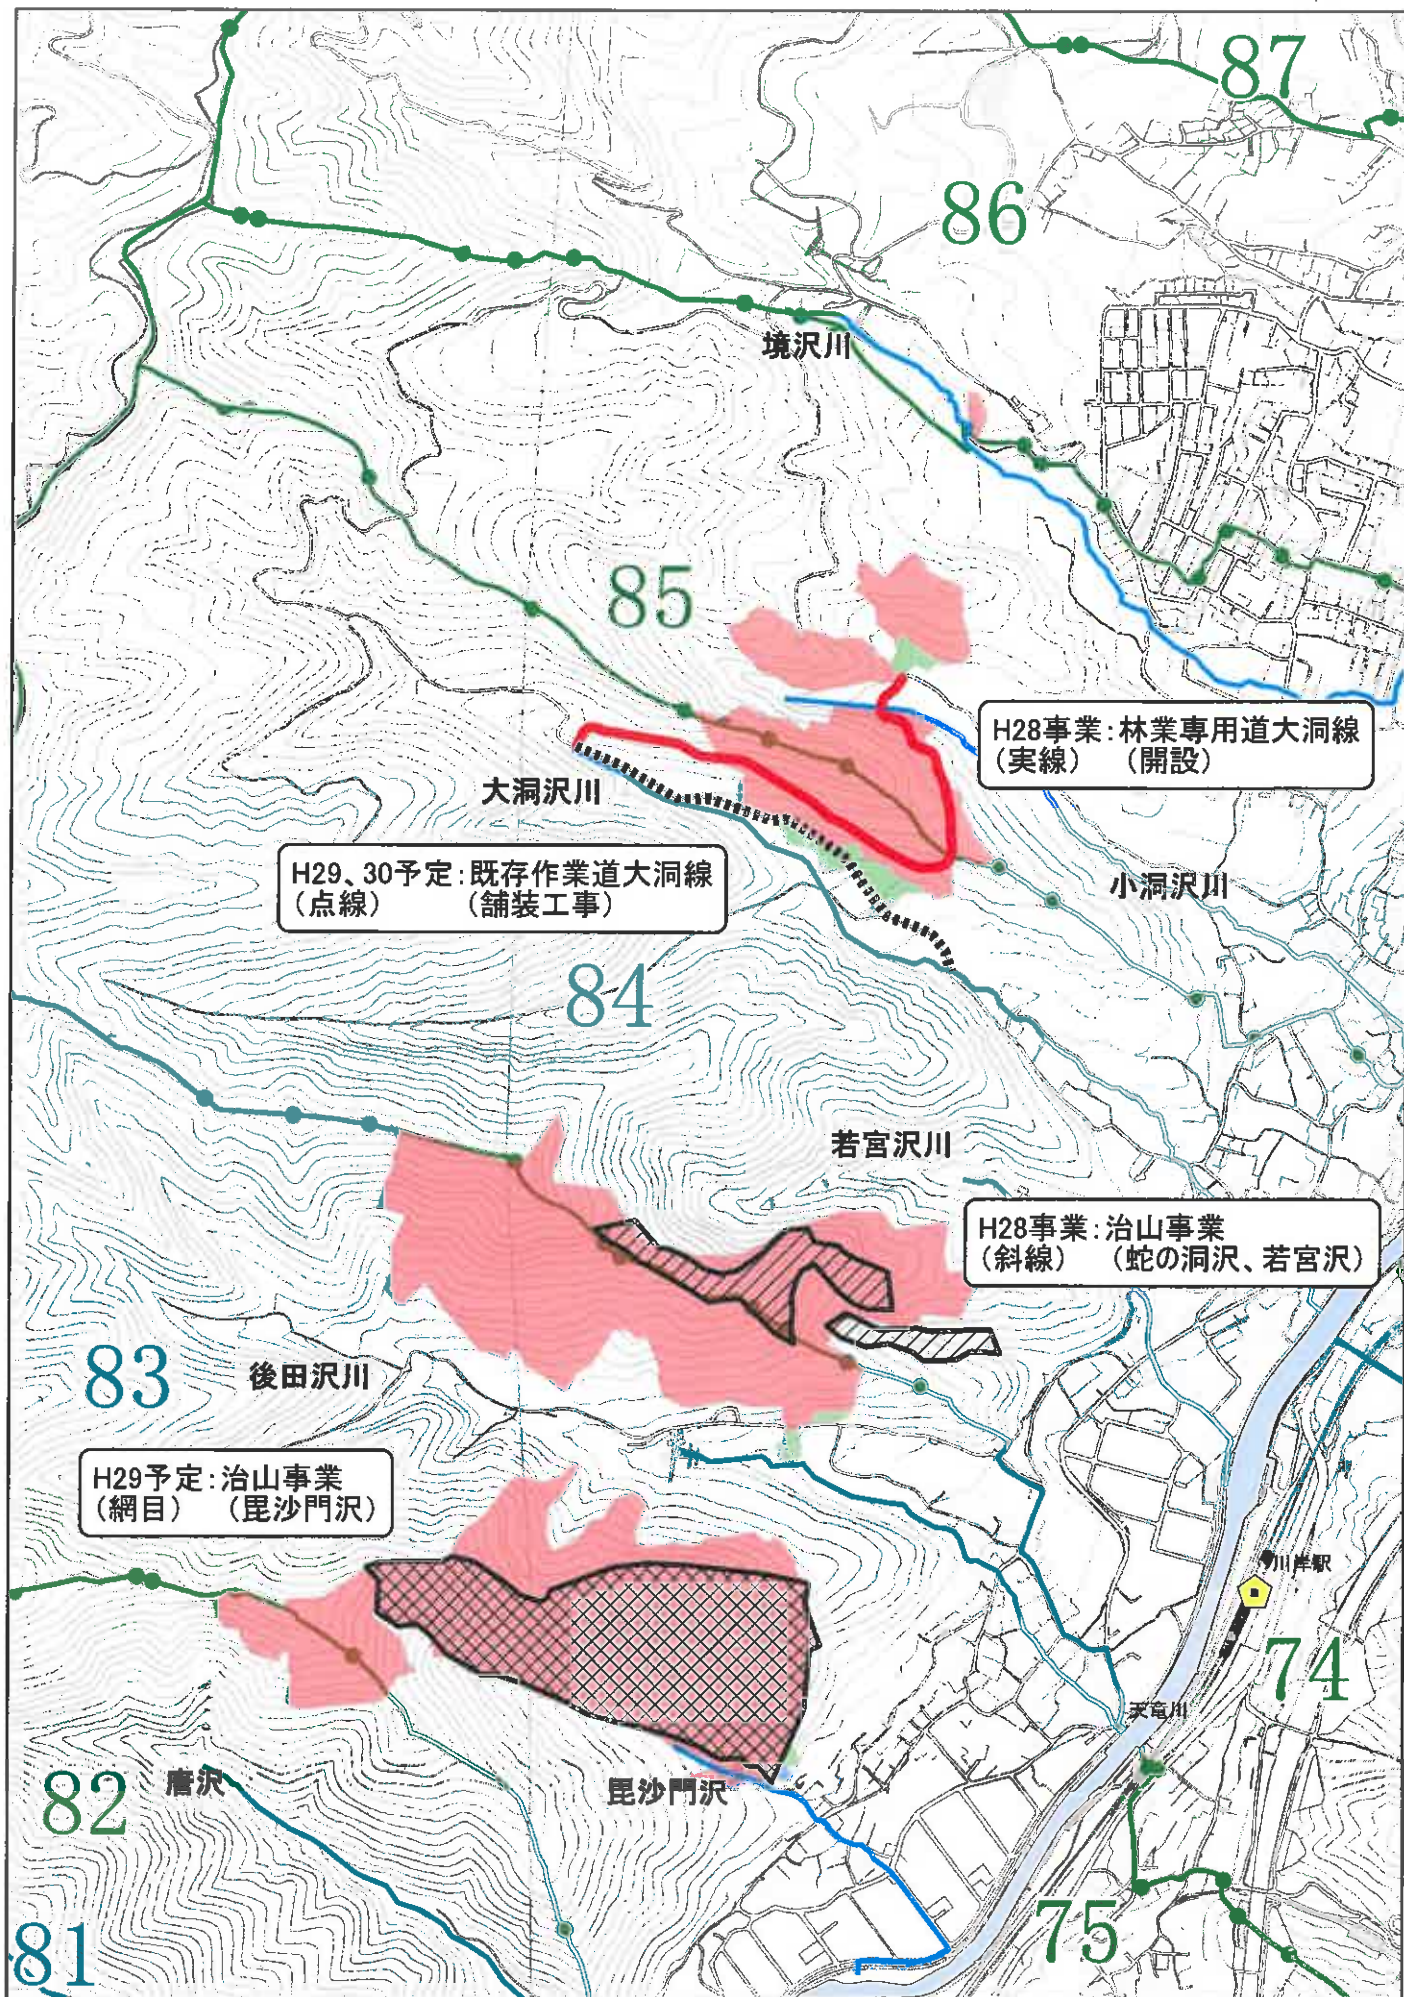 87
86
境沢川
85
H28事業：林業専用道大洞線
（実線）　（開設）
大洞沢川
H29、30予定：既存作業道大洞線
（点線）　　（舗装工事）
小洞沢川
84
若宮沢川
H28事業：治山事業
（斜線）　（蛇の洞沢、若宮沢）
83
後田沢川
H29予定：治山事業
（網目）　（毘沙門沢）
川岸駅
74
天竜川
唐沢
毘沙門沢
82
75
81